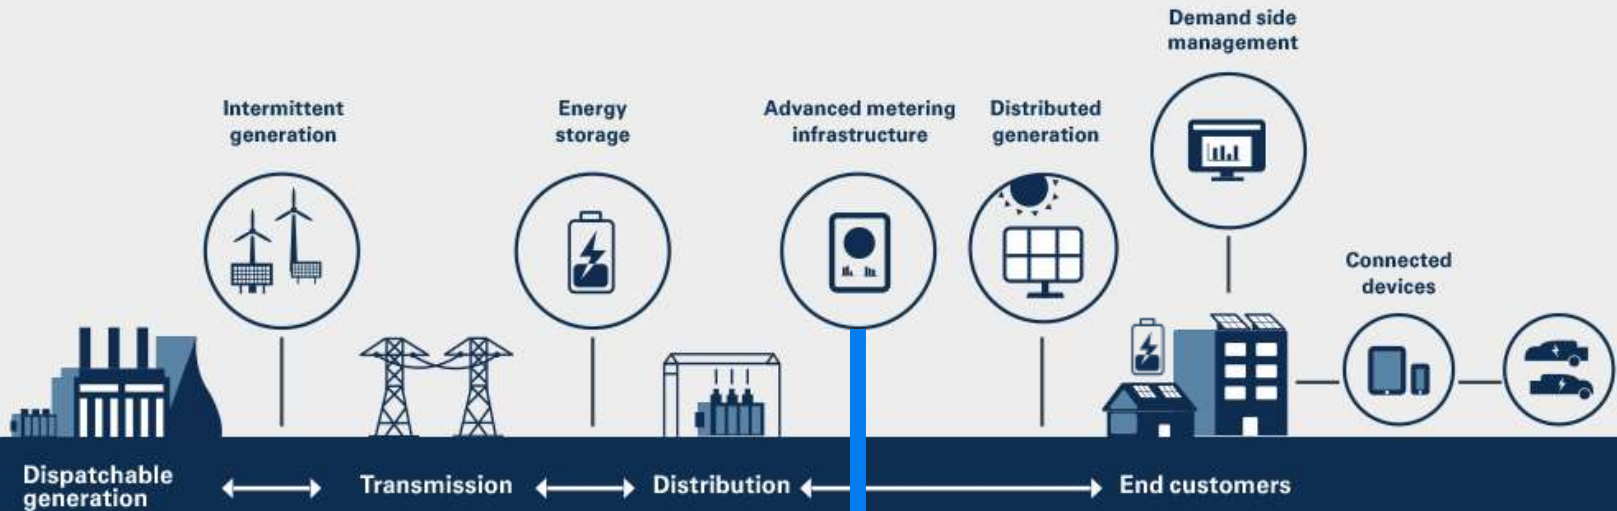 Demand side
management
Intermittent
generation
Energy
storage
Advanced metering
infrastructure
Distributed
generation
Connected
devices
Dispatchable
generation
Transmission
Distribution
End customers